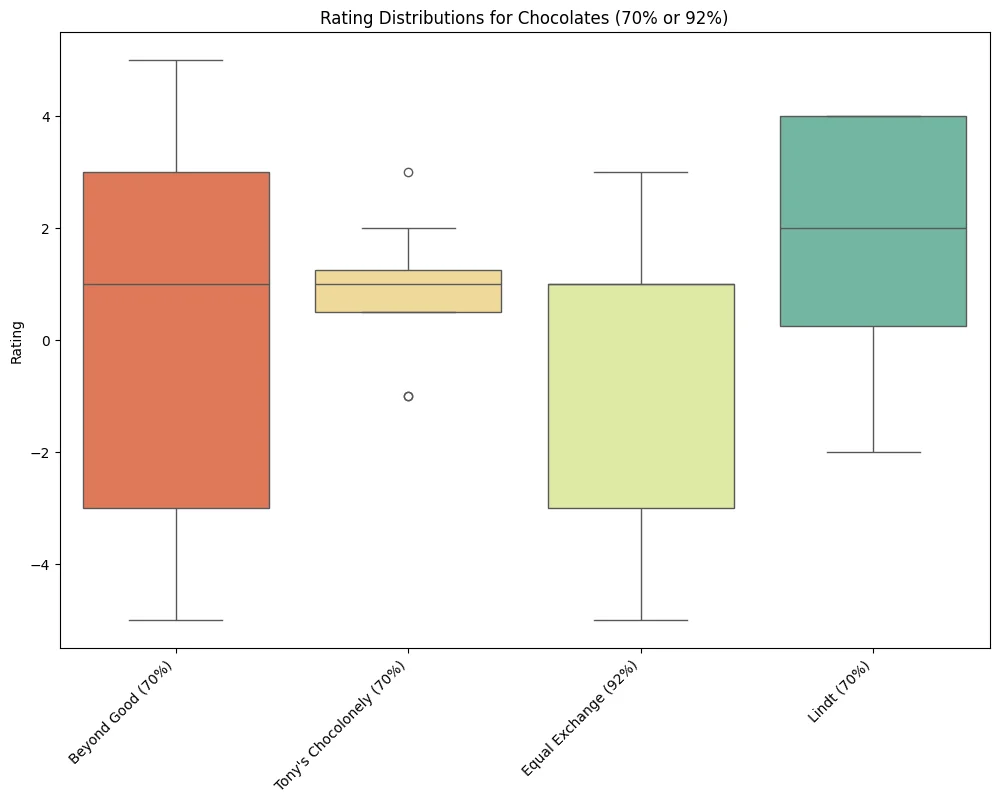 Rating Distributions for Chocolates (70% or 92%)
Rating
4
2
0
−2
−4
Beyond Good (70%)
Tony's Chocolonely (70%)
Equal Exchange (92%)
Lindt (70%)